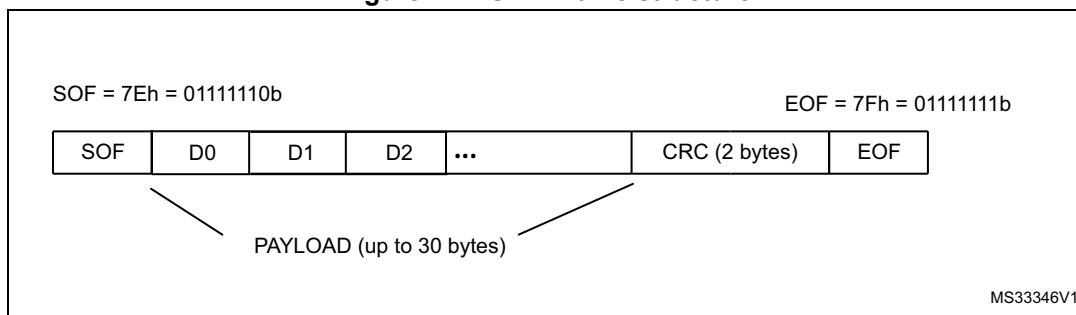 SOF = 7Eh = 01111110b
EOF = 7Fh = 01111111b
SOF D0 D1 D2 ... CRC (2 bytes) EOF
PAYLOAD (up to 30 bytes)
MS33346V1